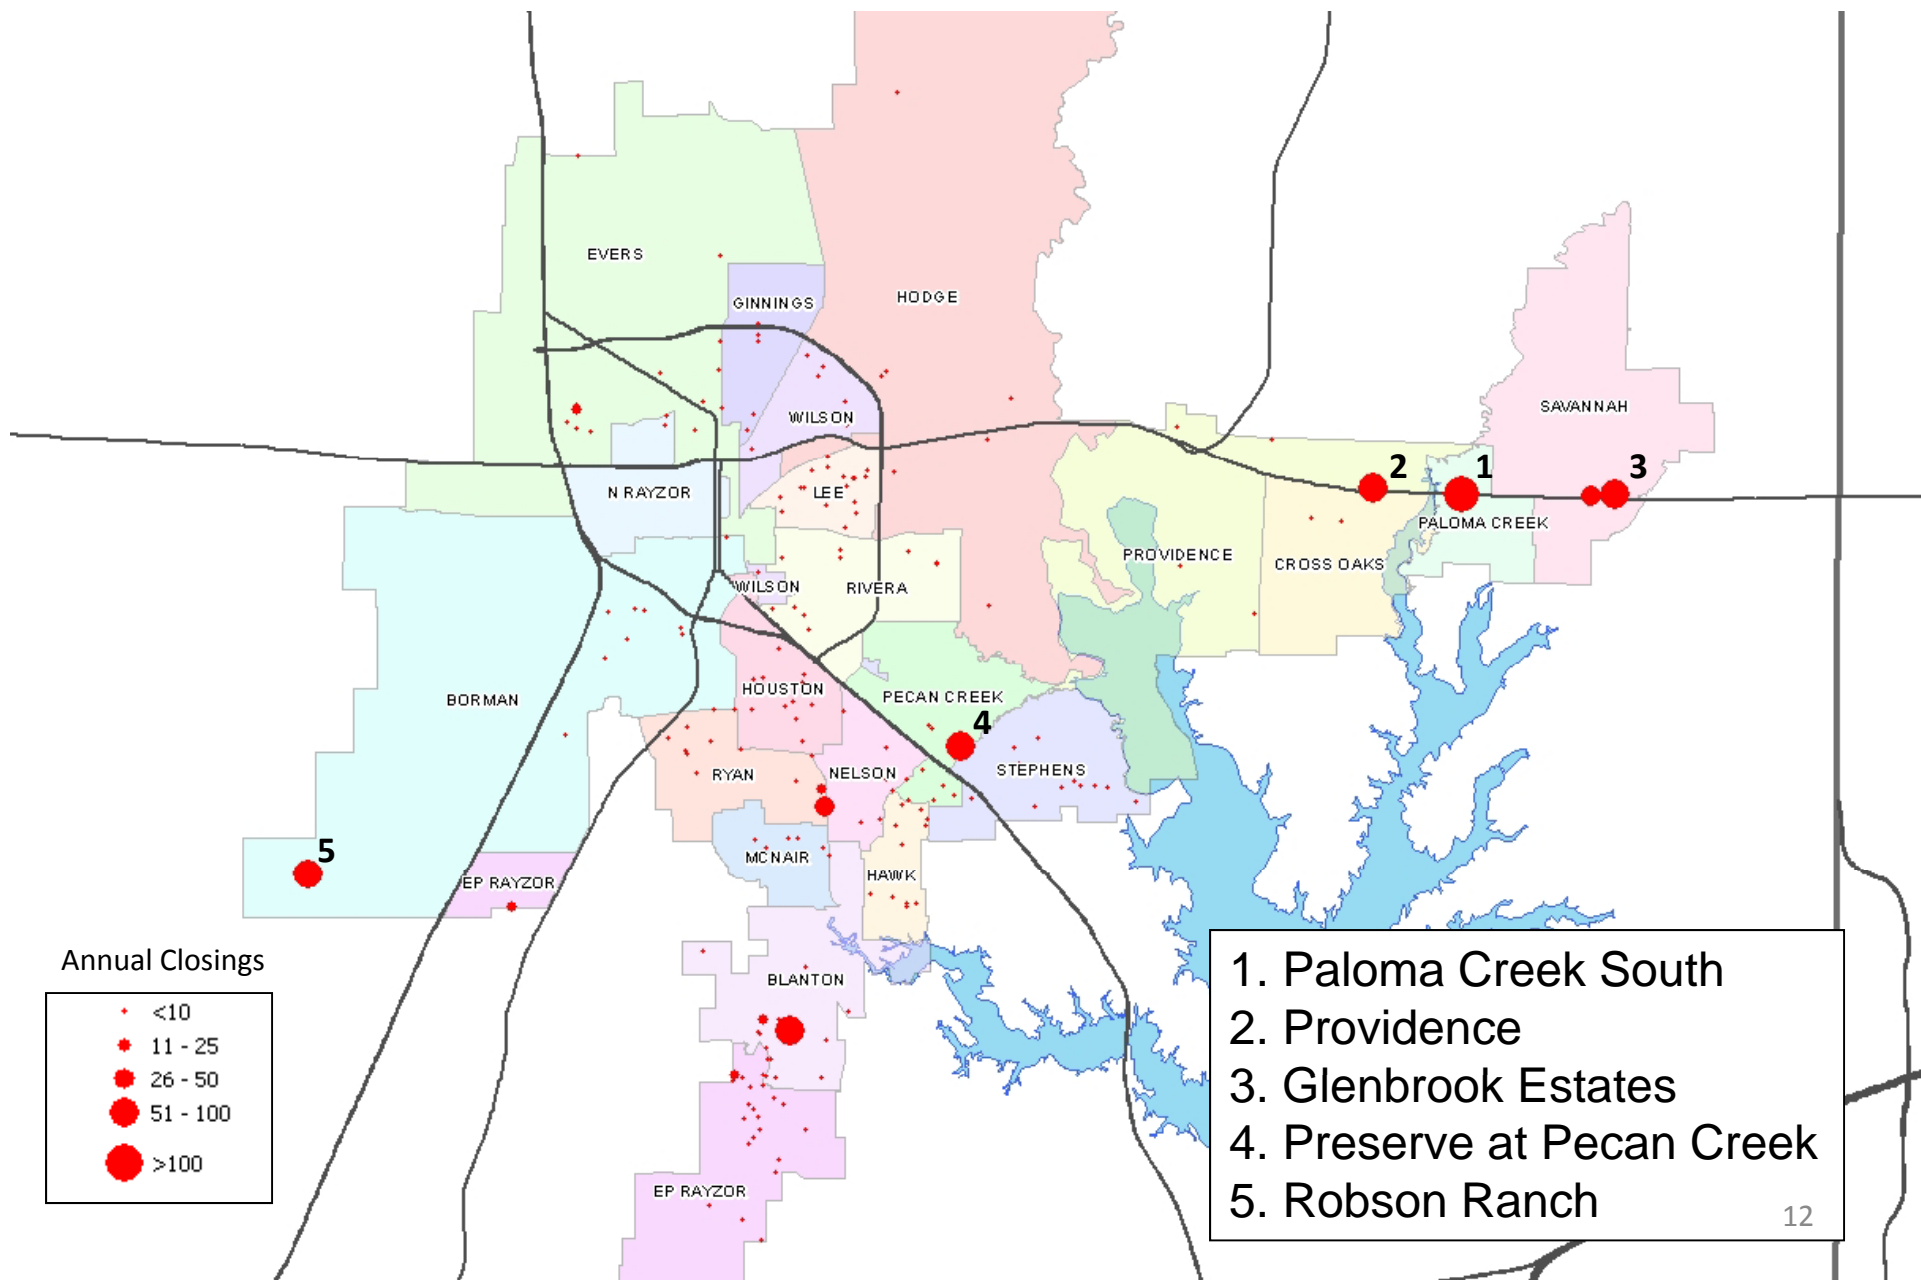 EVERS
GINNINGS
HODGE
SAVANNAH
WILSON
2
1
3
N RAYZOR
LEE
PALOMA CREEK
PROVIDENCE
CROSS OAKS
WILSON
RIVERA
BORMAN
HOUSTON
PECAN CREEK
4
RYAN
NELSON
STEPHENS
5
MCNAIR
EP RAYZOR
HAWK
BLANTON
EP RAYZOR
Annual Closings
<10
11 - 25
26 - 50
51 - 100
>100
1. Paloma Creek South
2. Providence
3. Glenbrook Estates
4. Preserve at Pecan Creek
5. Robson Ranch
12